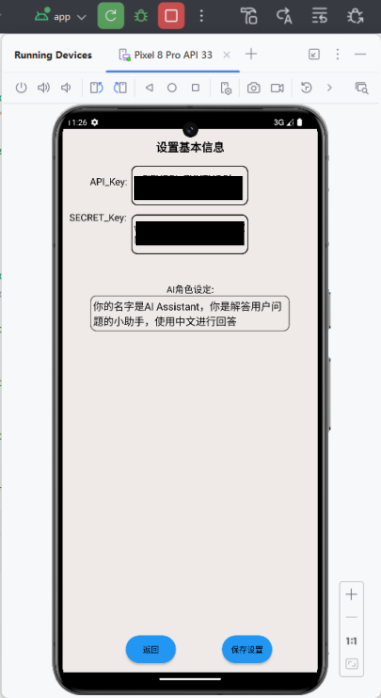 app
Running Devices
Pixel 8 Pro API 33
11:26
3G
设置基本信息
API_Key:
SECRET_Key:
AI角色设定:
你的名字是AI Assistant，你是解答用户问
题的小助手，使用中文进行回答
1:1
返回
保存设置